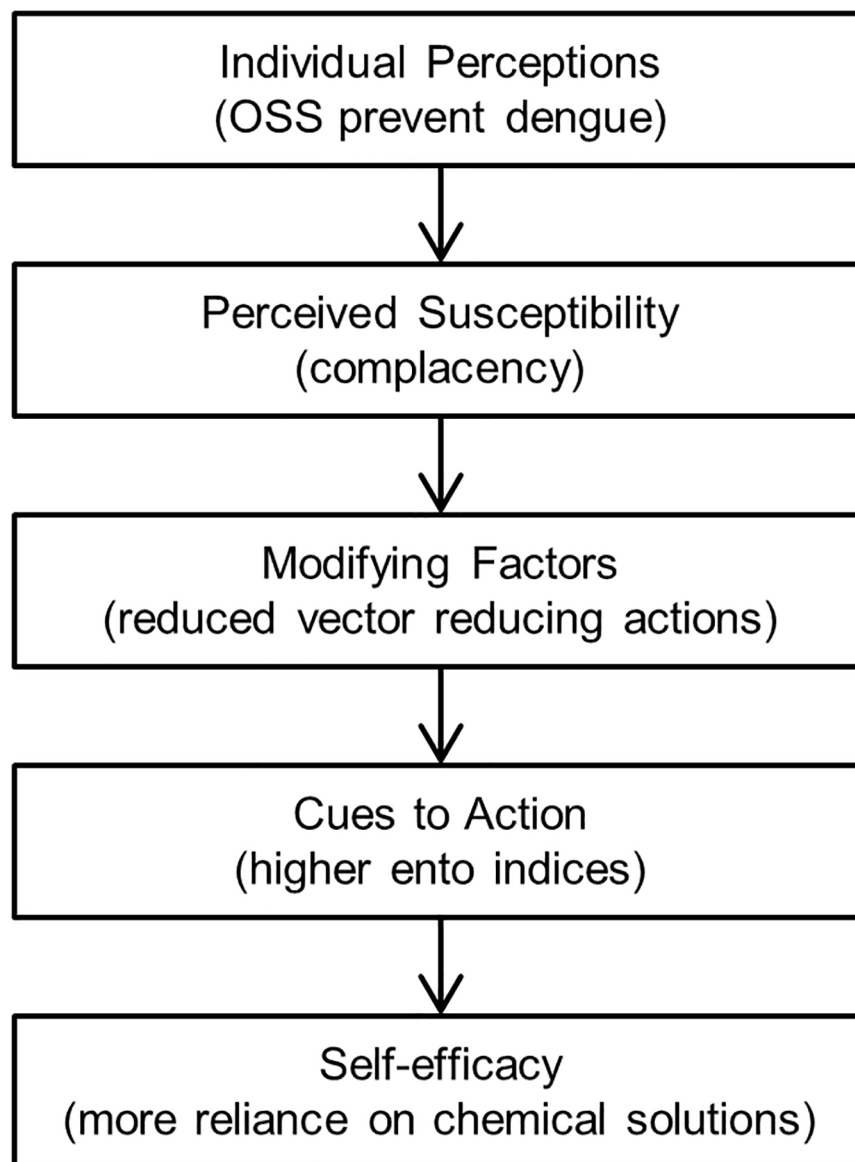 Individual Perceptions
(OSS prevent dengue)
Perceived Susceptibility
(complacency)
Modifying Factors
(reduced vector reducing actions)
Cues to Action
(higher ento indices)
Self-efficacy
(more reliance on chemical solutions)